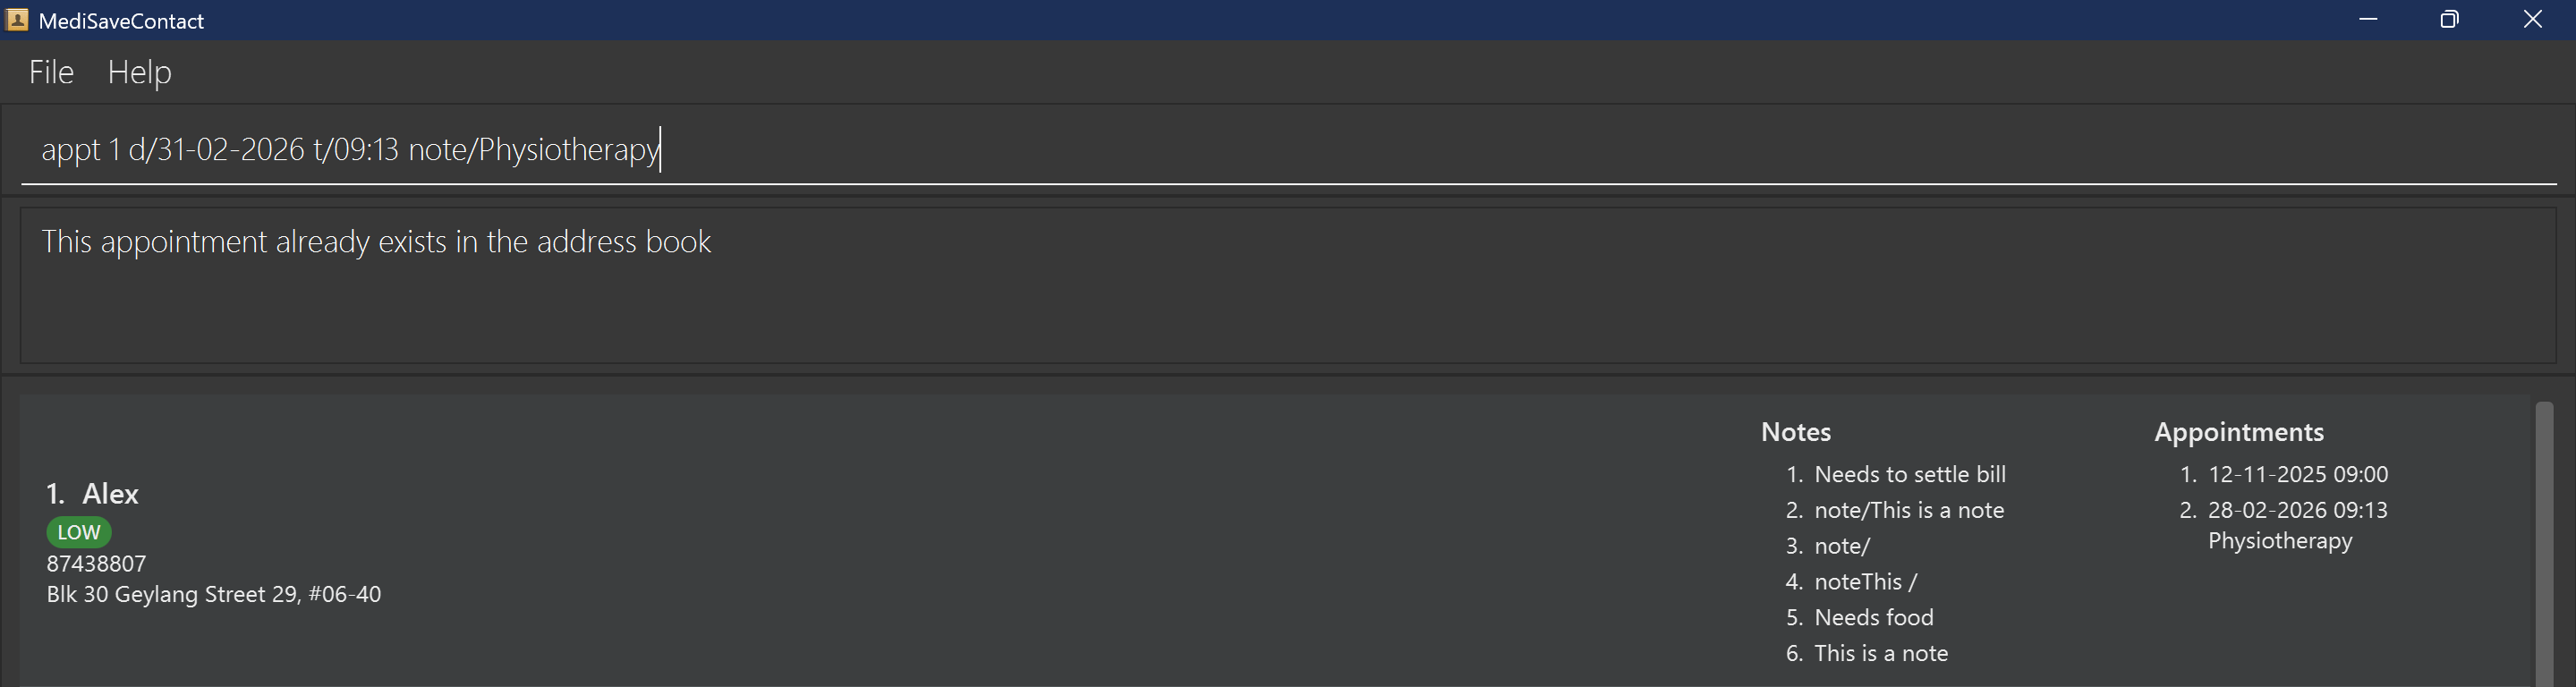 MediSaveContact
File Help
appt 1 d/31-02-2026 t/09:13 note/Physiotherapy
This appointment already exists in the address book
1. Alex
LOW
87438807
Blk 30 Geylang Street 29, #06-40
Notes
1. Needs to settle bill
2. note/This is a note
3. note/
4. noteThis /
5. Needs food
6. This is a note
Appointments
1. 12-11-2025 09:00
2. 28-02-2026 09:13
Physiotherapy